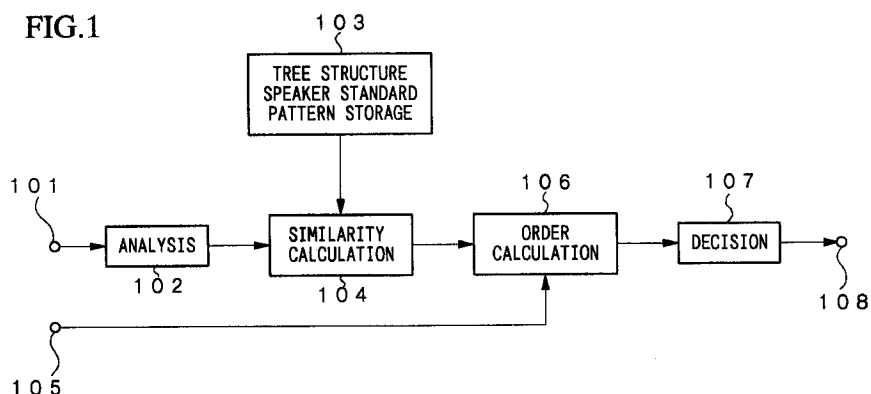 FIG.1
103
TREE STRUCTURE
SPEAKER STANDARD
PATTERN STORAGE
101
ANALYSIS
102
SIMILARITY
CALCULATION
104
106
ORDER
CALCULATION
107
DECISION
108
105